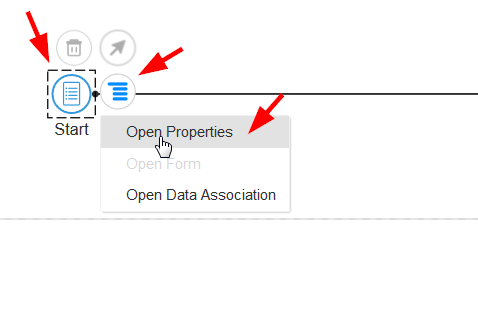 Start
Open Properties
Open Form
Open Data Association